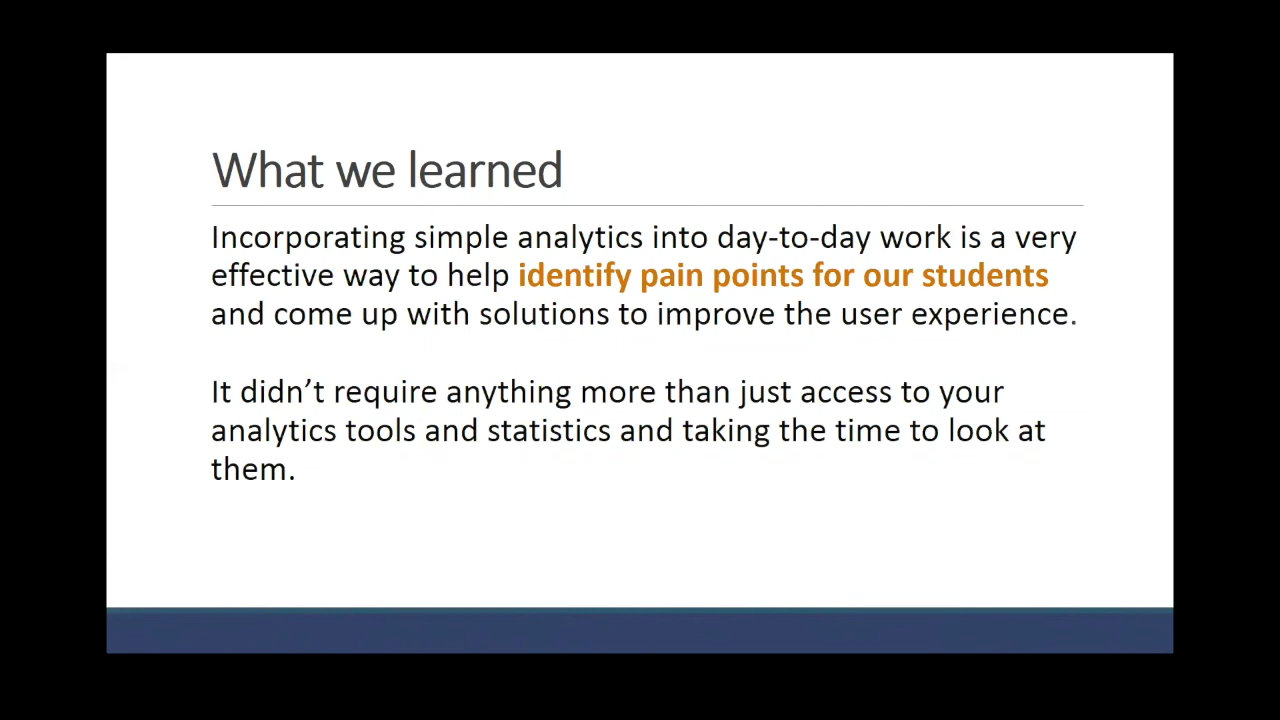 What we learned
Incorporating simple analytics into day-to-day work is a very
effective way to help identify pain points for our students
and come up with solutions to improve the user experience.
It didn’t require anything more than just access to your
analytics tools and statistics and taking the time to look at
them.